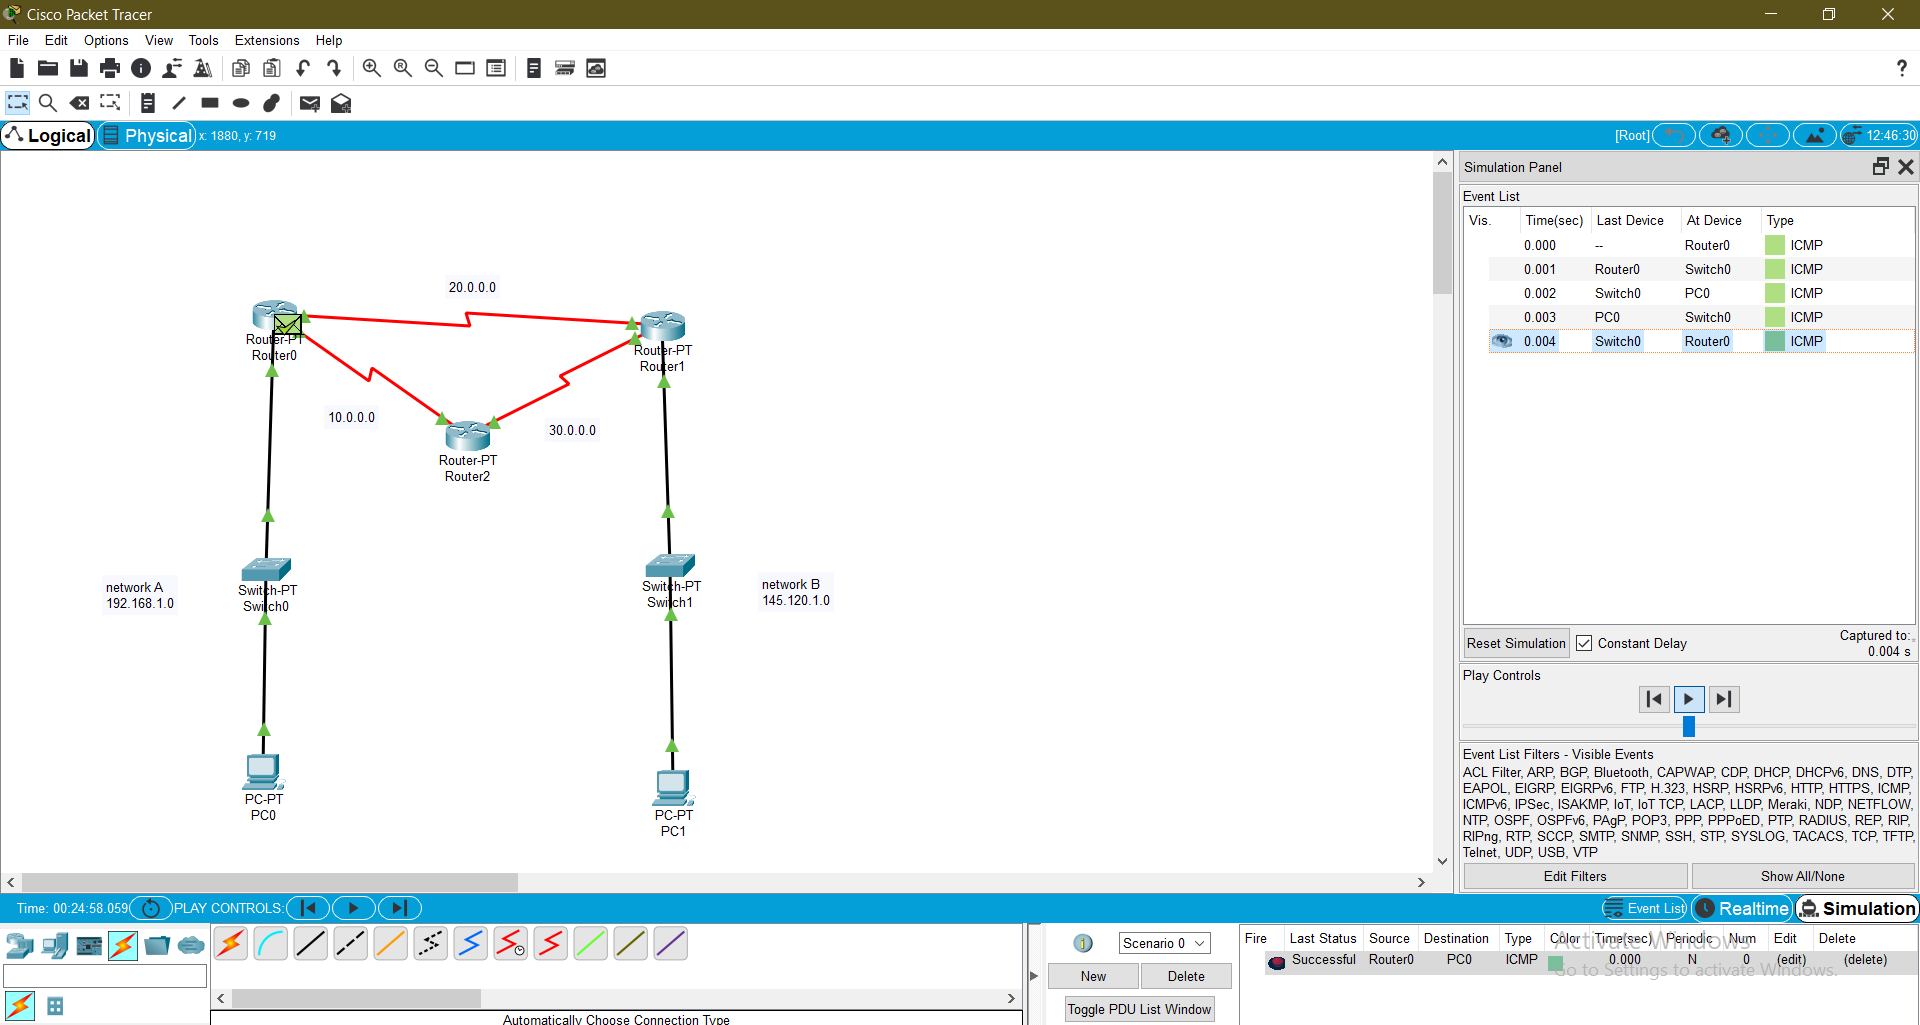 Cisco Packet Tracer
File Edit Options View Tools Extensions Help
?
Logical Physical x: 1880, y: 719 [Root] 12:46:30
20.0.0.0
Router-PT
Router0
Router-PT
Router1
10.0.0.0
30.0.0.0
Router-PT
Router2
network A
192.168.1.0
Switch-PT
Switch0
Switch-PT
Switch1
network B
145.120.1.0
PC-PT
PC0
PC-PT
PC1
Simulation Panel
Event List
Vis. Time(sec) Last Device At Device Type
0.000 -- Router0 ICMP
0.001 Router0 Switch0 ICMP
0.002 Switch0 PC0 ICMP
0.003 PC0 Switch0 ICMP
0.004 Switch0 Router0 ICMP
Reset Simulation Constant Delay Captured to:
0.004 s
Play Controls
Event List Filters - Visible Events
ACL Filter, ARP, BGP, Bluetooth, CAPWAP, CDP, DHCP, DHCPv6, DNS, DTP,
EAPOL, EIGRP, EIGRPv6, FTP, H.323, HSRP, HSRPv6, HTTP, HTTPS, ICMP,
ICMPv6, IPSec, ISAKMP, IoT, IoT TCP, LACP, LLDP, Meraki, NDP, NETFLOW,
NTP, OSPF, OSPFv6, PAgP, POP3, PPP, PPPoED, PTP, RADIUS, REP, RIP,
RIPng, RTP, SCCP, SMTP, SNMP, SSH, STP, SYSLOG, TACACS, TCP, TFTP,
Telnet, UDP, USB, VTP
Edit Filters Show All/None
Time: 00:24:58.059 PLAY CONTROLS: Event List Realtime Simulation
Scenario 0
New Delete
Toggle PDU List Window
Fire Last Status Source Destination Type Color Time(sec) Periodic Num Edit Delete
Successful Router0 PC0 ICMP 0.000 N 0 (edit) (delete)
Activate Windows
Go to Settings to activate Windows.
Automatically Choose Connection Type